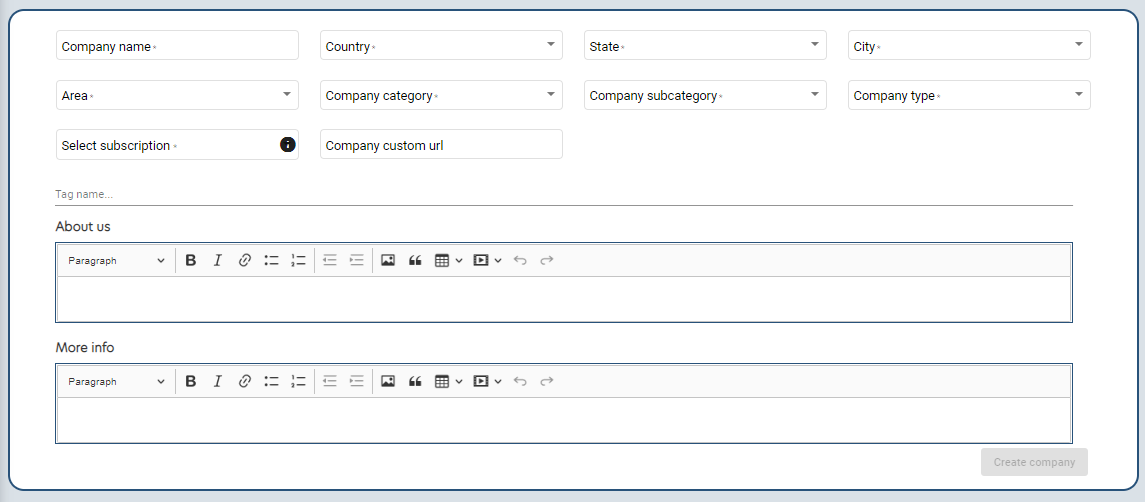 Company name * Country * State * City *
Area * Company category * Company subcategory * Company type *
Select subscription * i Company custom url
Tag name...
About us
Paragraph B I
More info
Paragraph B I
Create company